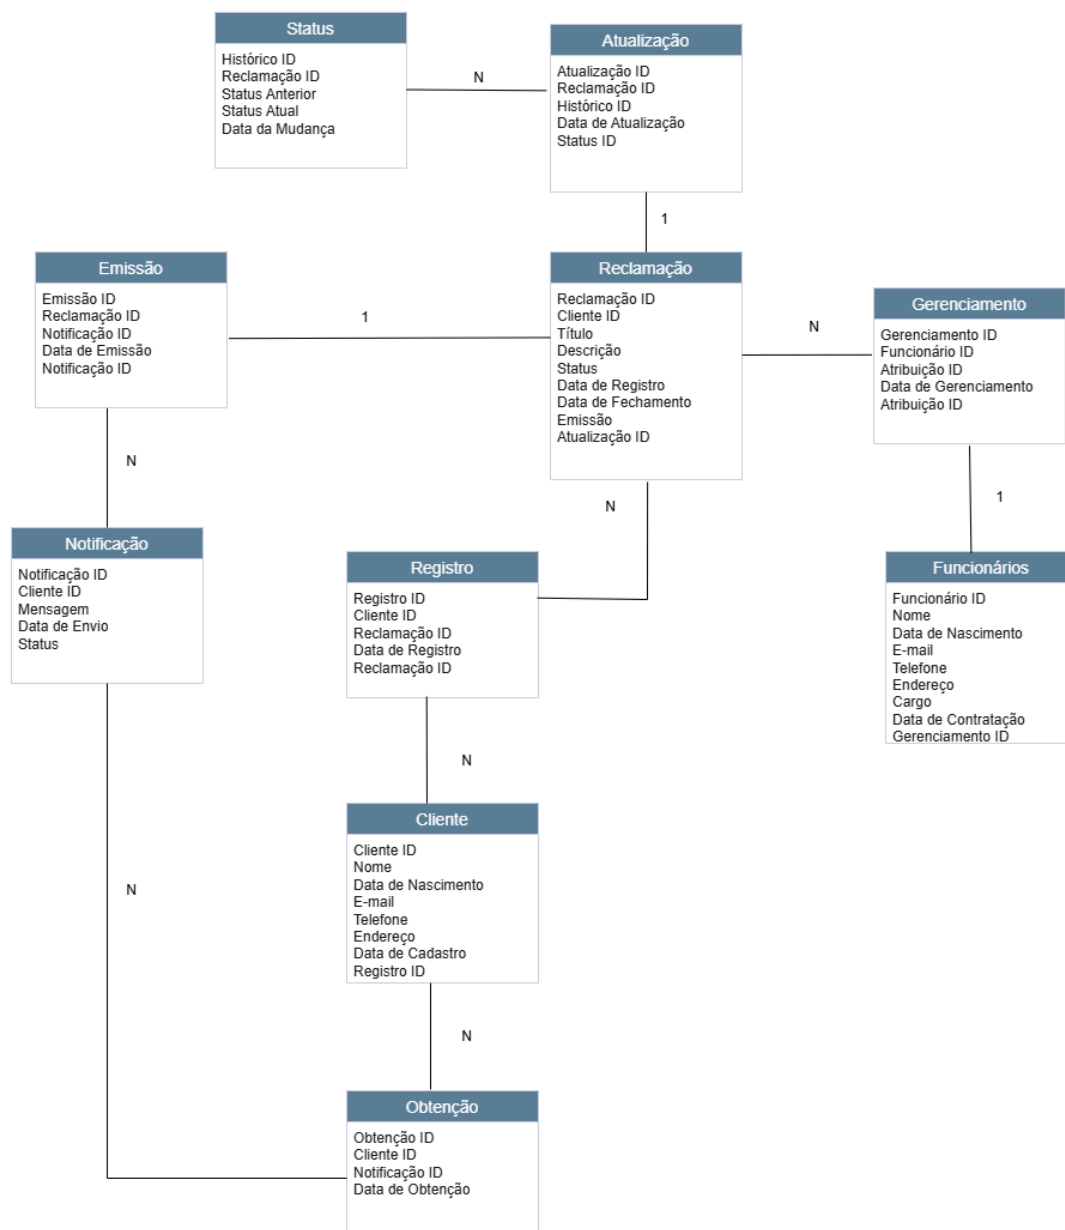 Status
Histórico ID
Reclamação ID
Status Anterior
Status Atual
Data da Mudança
N
Atualização
Atualização ID
Reclamação ID
Histórico ID
Data de Atualização
Status ID
1
Emissão
Emissão ID
Reclamação ID
Notificação ID
Data de Emissão
Notificação ID
1
Reclamação
Reclamação ID
Cliente ID
Título
Descrição
Status
Data de Registro
Data de Fechamento
Emissão
Atualização ID
N
Gerenciamento
Gerenciamento ID
Funcionário ID
Atribuição ID
Data de Gerenciamento
Atribuição ID
N
N
1
Notificação
Notificação ID
Cliente ID
Mensagem
Data de Envio
Status
Registro
Registro ID
Cliente ID
Reclamação ID
Data de Registro
Reclamação ID
Funcionários
Funcionário ID
Nome
Data de Nascimento
E-mail
Telefone
Endereço
Cargo
Data de Contratação
Gerenciamento ID
N
Cliente
Cliente ID
Nome
Data de Nascimento
E-mail
Telefone
Endereço
Data de Cadastro
Registro ID
N
N
Obtenção
Obtenção ID
Cliente ID
Notificação ID
Data de Obtenção